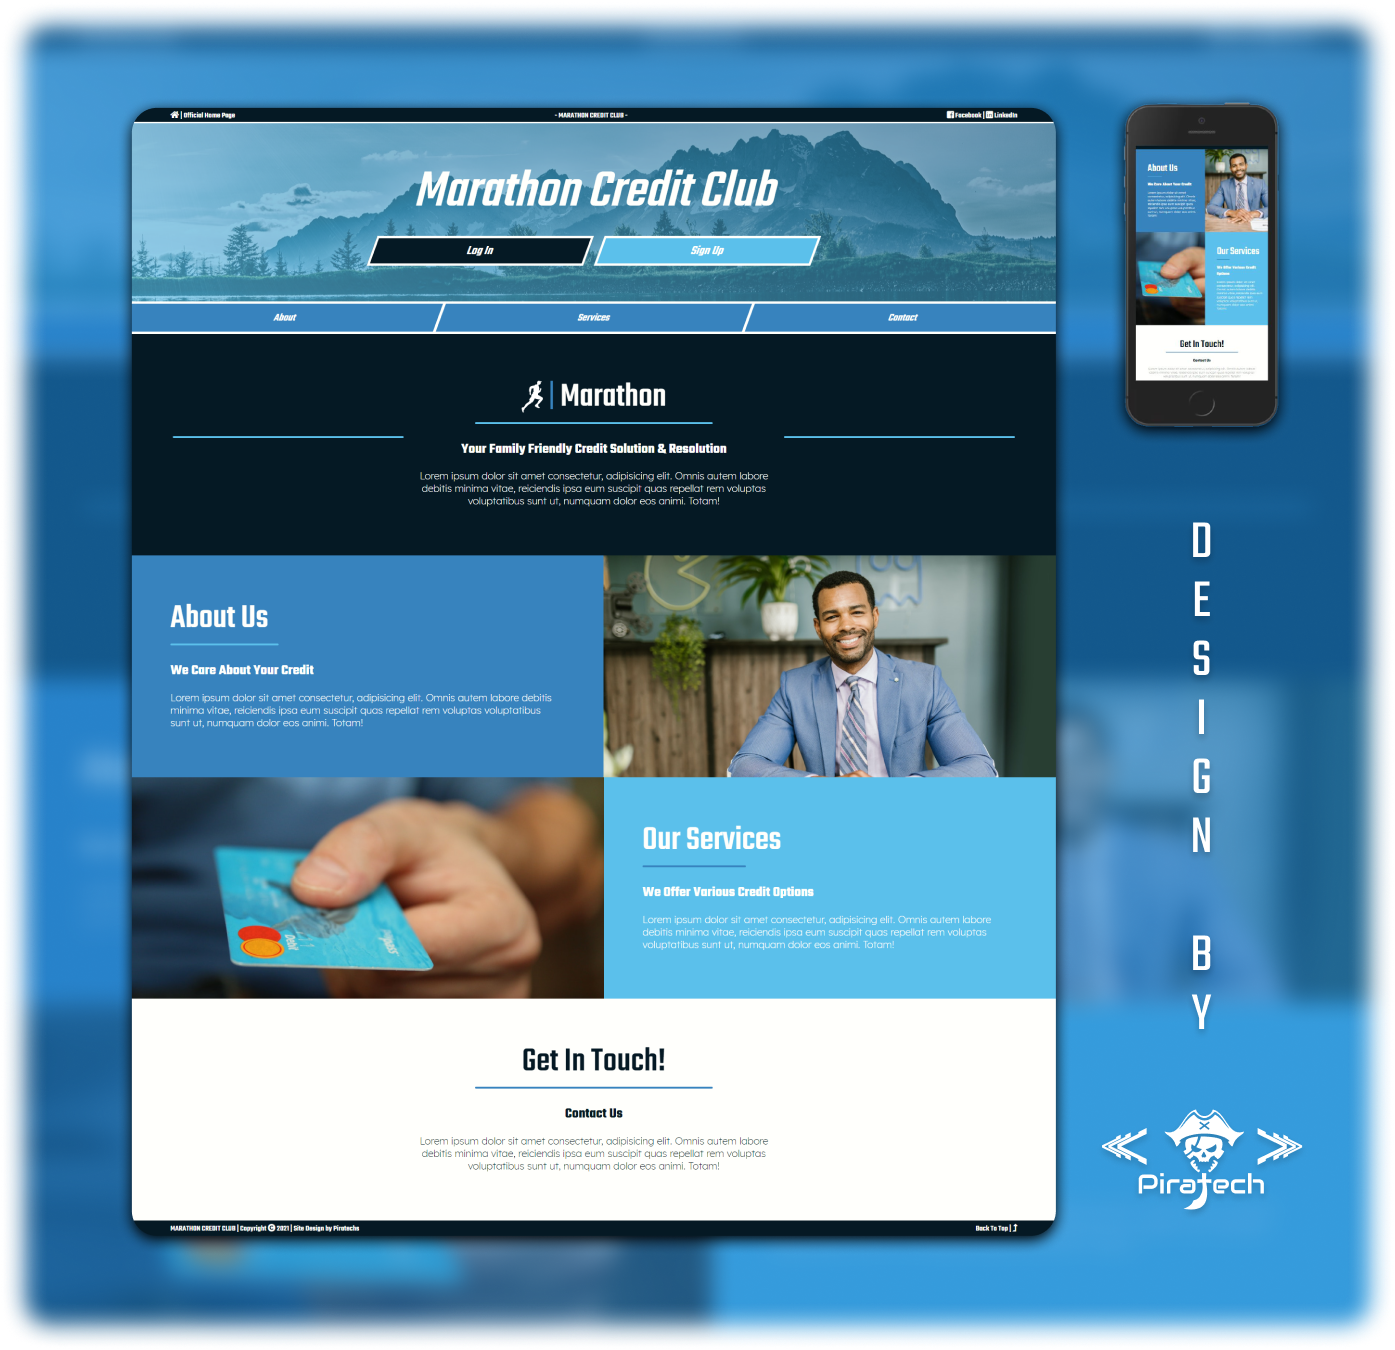 | Official Home Page
- MARATHON CREDIT CLUB -
Facebook | LinkedIn
Marathon Credit Club
Log In
Sign Up
About
Services
Contact
Marathon
Your Family Friendly Credit Solution & Resolution
Lorem ipsum dolor sit amet consectetur, adipisicing elit. Omnis autem labore
debitis minima vitae, reiciendis ipsa eum suscipit quas repellat rem voluptas
voluptatibus sunt ut, numquam dolor eos animi. Totam!
About Us
We Care About Your Credit
Lorem ipsum dolor sit amet consectetur, adipisicing elit. Omnis autem labore debitis
minima vitae, reiciendis ipsa eum suscipit quas repellat rem voluptas voluptatibus
sunt ut, numquam dolor eos animi. Totam!
Debit
Our Services
We Offer Various Credit Options
Lorem ipsum dolor sit amet consectetur, adipisicing elit. Omnis autem labore
debitis minima vitae, reiciendis ipsa eum suscipit quas repellat rem voluptas
voluptatibus sunt ut, numquam dolor eos animi. Totam!
Get In Touch!
Contact Us
Lorem ipsum dolor sit amet consectetur, adipisicing elit. Omnis autem labore
debitis minima vitae, reiciendis ipsa eum suscipit quas repellat rem voluptas
voluptatibus sunt ut, numquam dolor eos animi. Totam!
MARATHON CREDIT CLUB | Copyright © 2021 | Site Design by Piratechs
Back To Top |
About Us
We Care About Your Credit
Our Services
We Offer Various Credit
Options
Get In Touch!
Contact Us
DESIGN
BY
Piratech